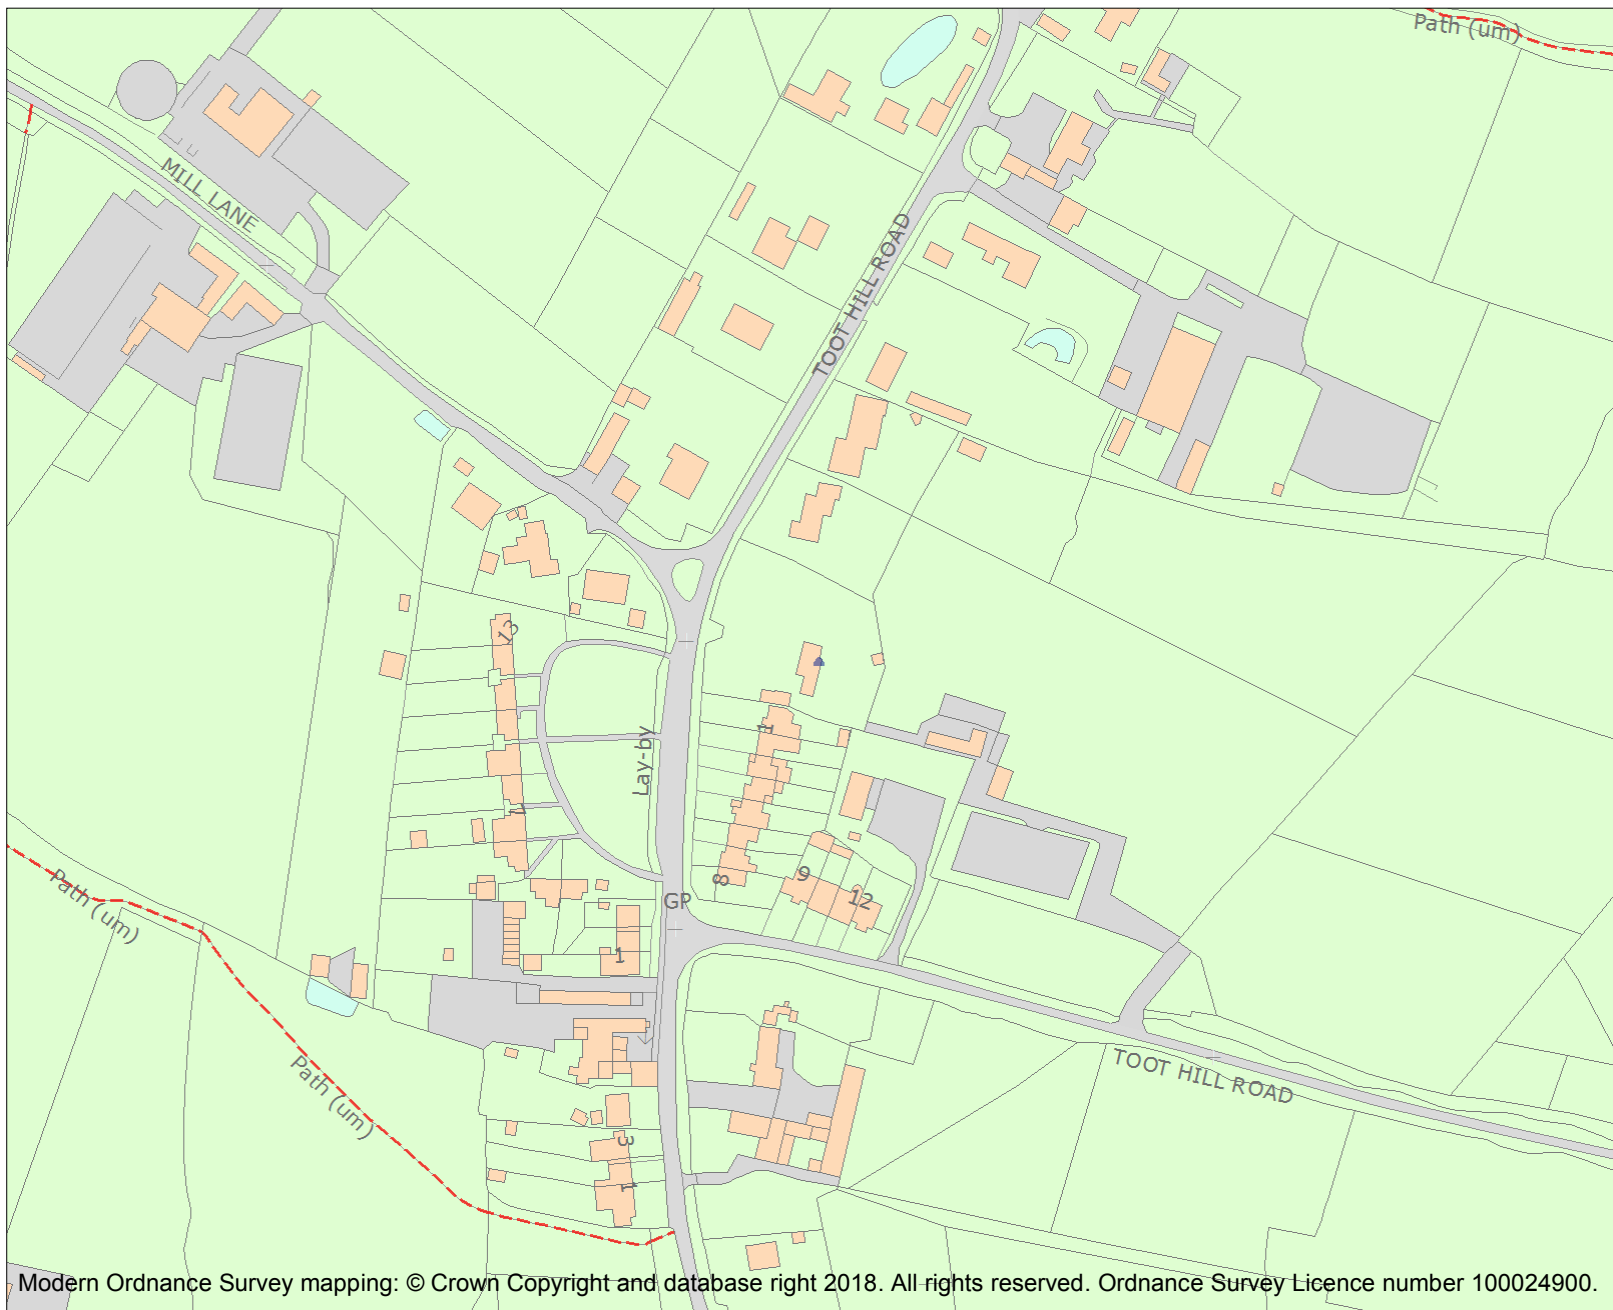 Path (um)
MILL LANE
TOOT HILL ROAD
13
Lay-by
1
7
8
9
12
GP
Path (um)
1
Path (um)
TOOT HILL ROAD
3
1
Modern Ordnance Survey mapping: © Crown Copyright and database right 2018. All rights reserved. Ordnance Survey Licence number 100024900.